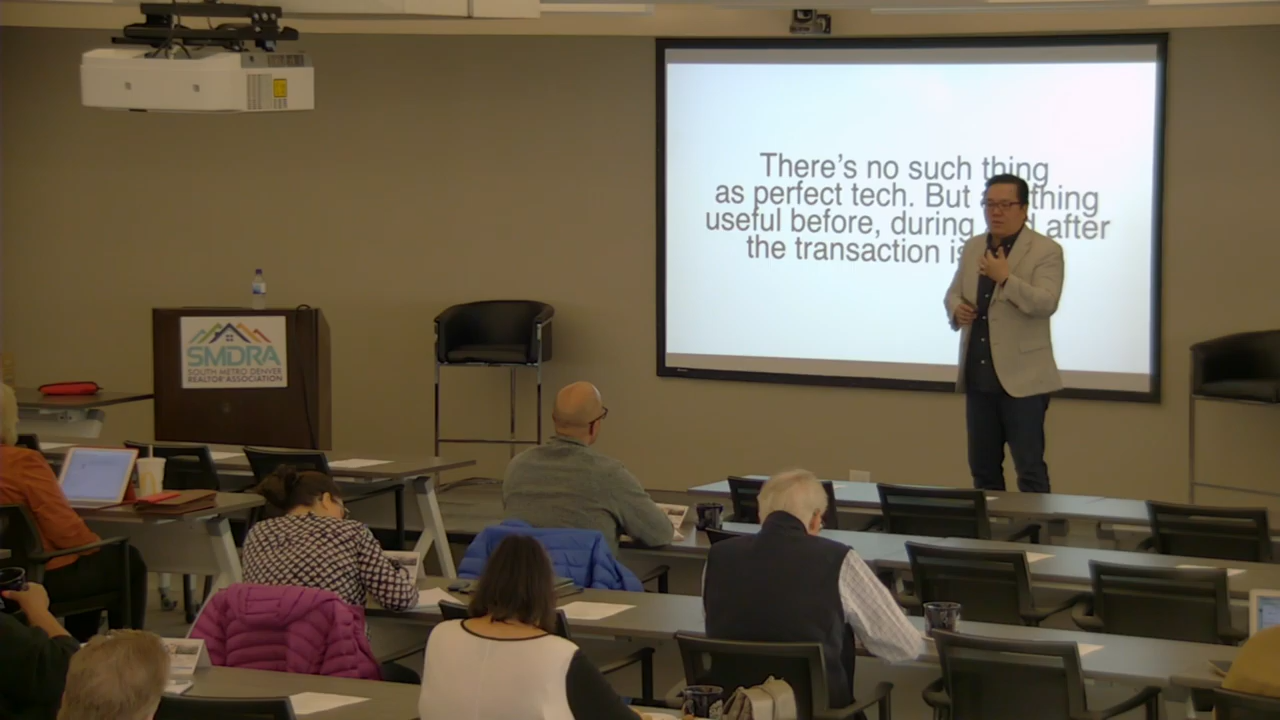 There's no such thing
as perfect tech. But thing
useful before, during after
the transaction is
SMDRA
SOUTH METRO DENVER
REALTOR® ASSOCIATION